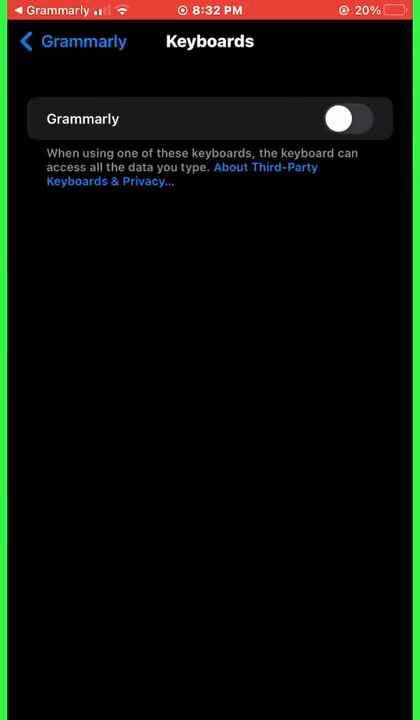 Grammarly 8:32 PM 20%
Grammarly Keyboards
Grammarly
When using one of these keyboards, the keyboard can
access all the data you type. About Third-Party
Keyboards & Privacy...